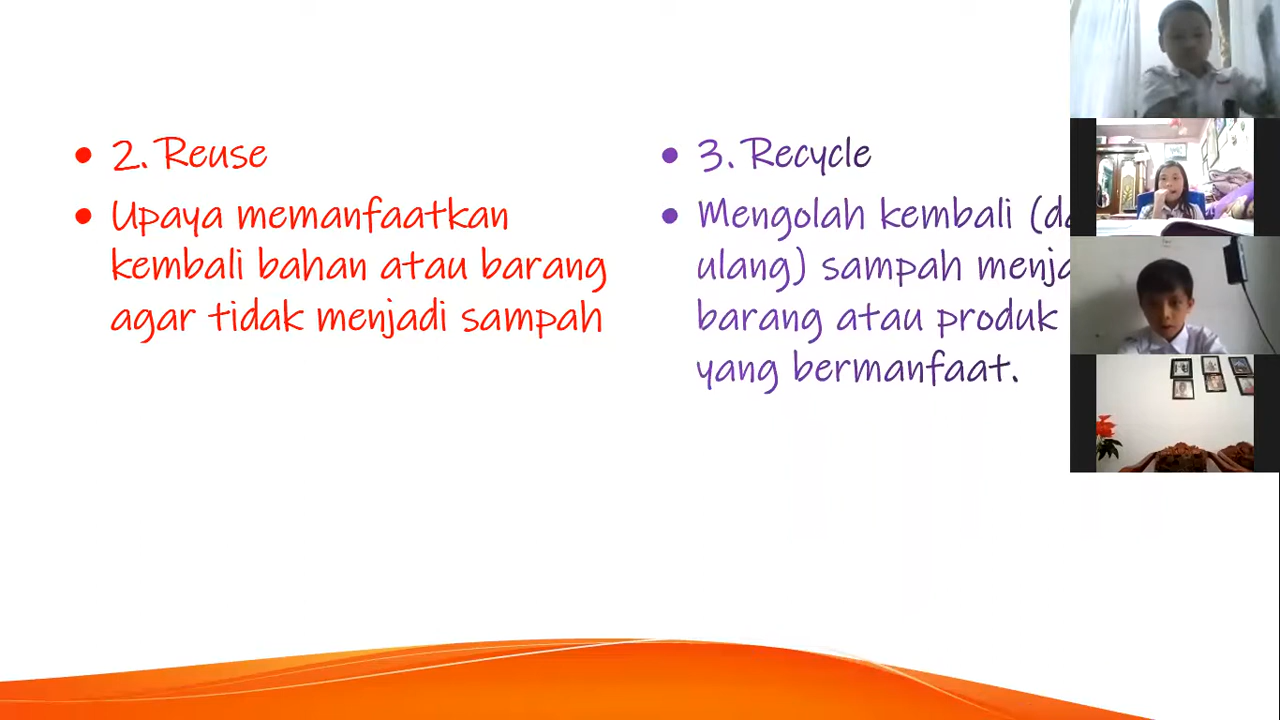 2. Reuse
Upaya memanfaatkan
kembali bahan atau barang
agar tidak menjadi sampah
3. Recycle
Mengolah kembali
ulang) sampah
barang atau produk
yang bermanfaat.